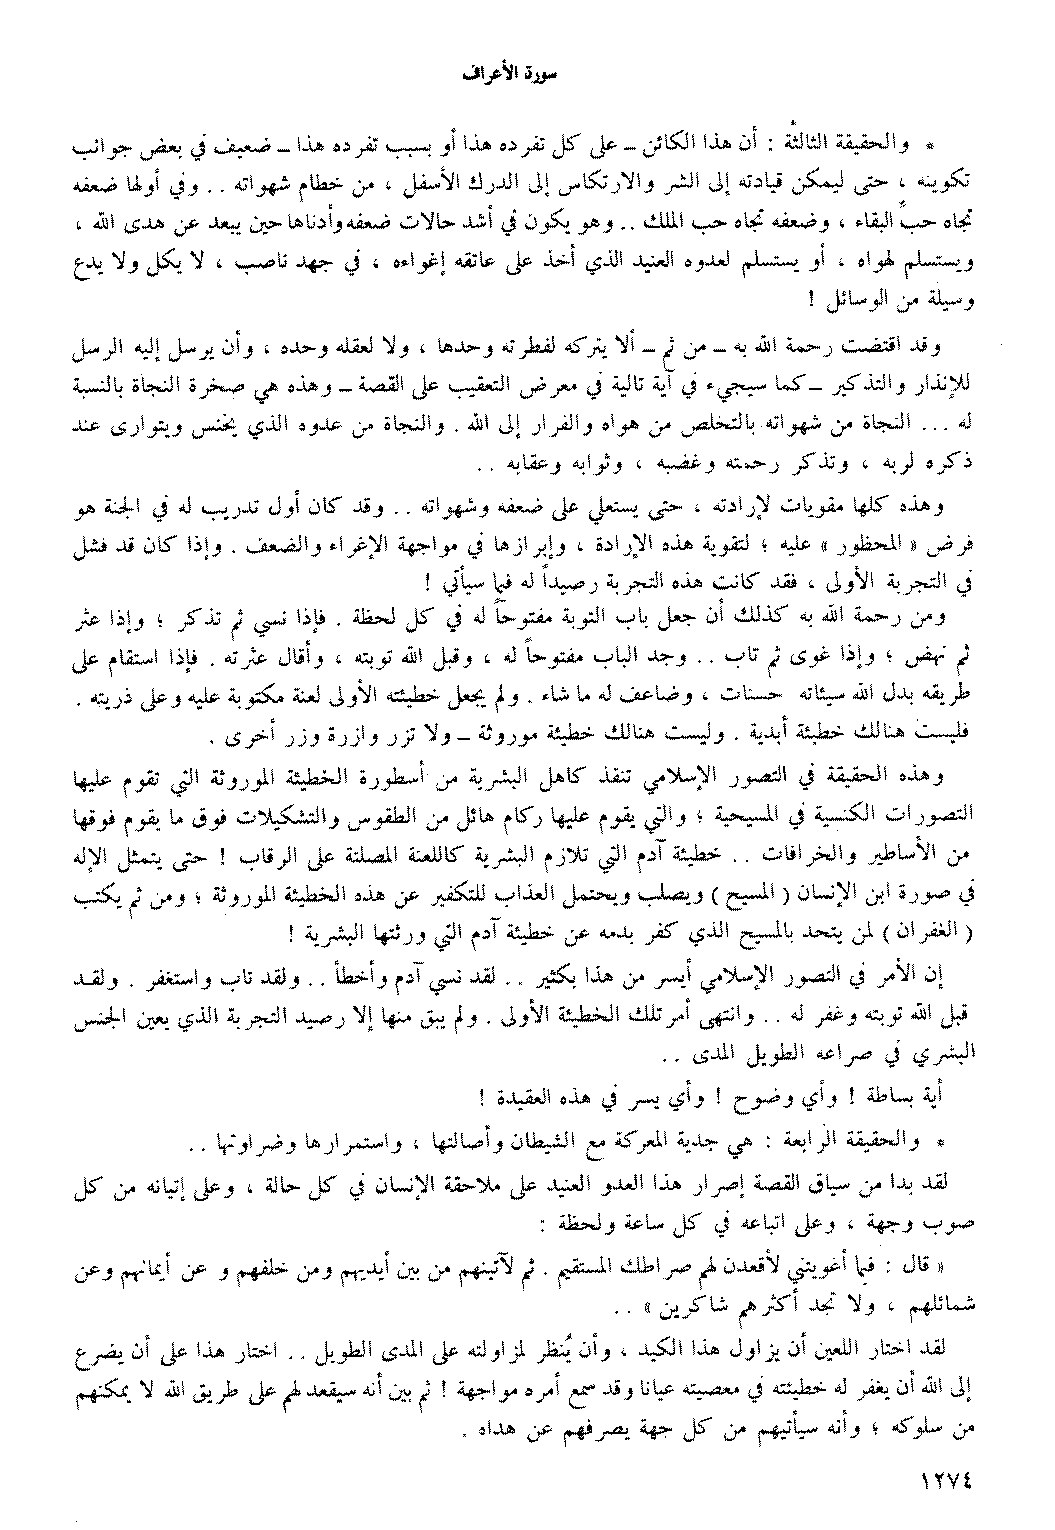 سورة الأعراف
* والحقيقة الثالثة : أن هذا الكائن – على كل تفرده هذا أو بسبب تفرده هذا – ضعيف في بعض جوانب
تكوينه ، حتى ليمكن قيادته إلى الشر والارتكاس إلى الدرك الأسفل ، من خطام شهواته .. وفي أولها ضعفه
تجاه حب البقاء ، وضعفه تجاه حب الملك .. وهو يكون في أشد حالات ضعفه وأدناها حين يبعد عن هدى الله ،
ويستسلم لهواه ، أو يستسلم لعدوه العنيد الذي أخذ على عاتقه إغواءه ، في جهد ناصب ، لا يكل ولا يدع
وسيلة من الوسائل !
وقد اقتضت رحمة الله به – من ثم – ألا يتركه لفطرته وحدها ، ولا لعقله وحده ، وأن يرسل إليه الرسل
للإنذار والتذكير – كما سيجيء في آية تالية في معرض التعقيب على القصة – وهذه هي صخرة النجاة بالنسبة
له ... النجاة من شهواته بالتخلص من هواه والفرار إلى الله . والنجاة من عدوه الذي يخنس ويتوارى عند
ذكره لربه ، وتذكر رحمته وغضبه ، وثوابه وعقابه ..
وهذه كلها مقويات لإرادته ، حتى يستعلي على ضعفه وشهواته .. وقد كان أول تدريب له في الجنة هو
فرض « المحظور » عليه ؛ لتقوية هذه الإرادة ، وإبرازها في مواجهة الإغراء والضعف . وإذا كان قد فشل
في التجربة الأولى ، فقد كانت هذه التجربة رصيداً له فيما سيأتي !
ومن رحمة الله به كذلك أن جعل باب التوبة مفتوحاً له في كل لحظة . فإذا نسي ثم تذكر ؛ وإذا عثر
ثم نهض ؛ وإذا غوى ثم تاب .. وجد الباب مفتوحاً له ، وقبل الله توبته ، وأقال عثرته . فإذا استقام على
طريقه بدل الله سيئاته حسنات ، وضاعف له ما شاء . ولم يجعل خطيئته الأولى لعنة مكتوبة عليه وعلى ذريته .
فليست هنالك خطيئة أبدية . وليست هنالك خطيئة موروثة – ولا تزر وازرة وزر أخرى .
وهذه الحقيقة في التصور الإسلامي تنقذ كاهل البشرية من أسطورة الخطيئة الموروثة التي تقوم عليها
التصورات الكنسية في المسيحية ؛ والتي يقوم عليها ركام هائل من الطقوس والتشكيلات فوق ما يقوم فوقها
من الأساطير والخرافات .. خطيئة آدم التي تلازم البشرية كاللعنة المصلتة على الرقاب ! حتى يتمثل الإله
في صورة ابن الإنسان ( المسيح ) ويصلب ويحتمل العذاب للتكفير عن هذه الخطيئة الموروثة ؛ ومن ثم يكتب
( الغفران ) لمن يتحد بالمسيح الذي كفر بدمه عن خطيئة آدم التي ورثتها البشرية !
إن الأمر في التصور الإسلامي أيسر من هذا بكثير .. لقد نسي آدم وأخطأ .. ولقد تاب واستغفر . ولقد
قبل الله توبته وغفر له .. وانتهى أمر تلك الخطيئة الأولى . ولم يبق منها إلا رصيد التجربة الذي يعين الجنس
البشري في صراعه الطويل المدى ..
أية بساطة ! وأي وضوح ! وأي يسر في هذه العقيدة !
* والحقيقة الرابعة : هي جدية المعركة مع الشيطان وأصالتها ، واستمرارها وضراوتها ..
لقد بدا من سياق القصة إصرار هذا العدو العنيد على ملاحقة الإنسان في كل حالة ، وعلى إتيانه من كل
صوب وجهة ، وعلى اتباعه في كل ساعة ولحظة :
« قال : فبما أغويتني لأقعدن لهم صراطك المستقيم . ثم لآتينهم من بين أيديهم ومن خلفهم و عن أيمانهم وعن
شمائلهم ، ولا تجد أكثرهم شاكرين » ..
لقد اختار اللعين أن يزاول هذا الكيد ، وأن يُنظر لمزاولته على المدى الطويل .. اختار هذا على أن يضرع
إلى الله أن يغفر له خطيئته في معصيته عيانا وقد سمع أمره مواجهة ! ثم بين أنه سيقعد لهم على طريق الله لا يمكنهم
من سلوكه ؛ وأنه سيأتيهم من كل جهة يصرفهم عن هداه .
١٢٧٤